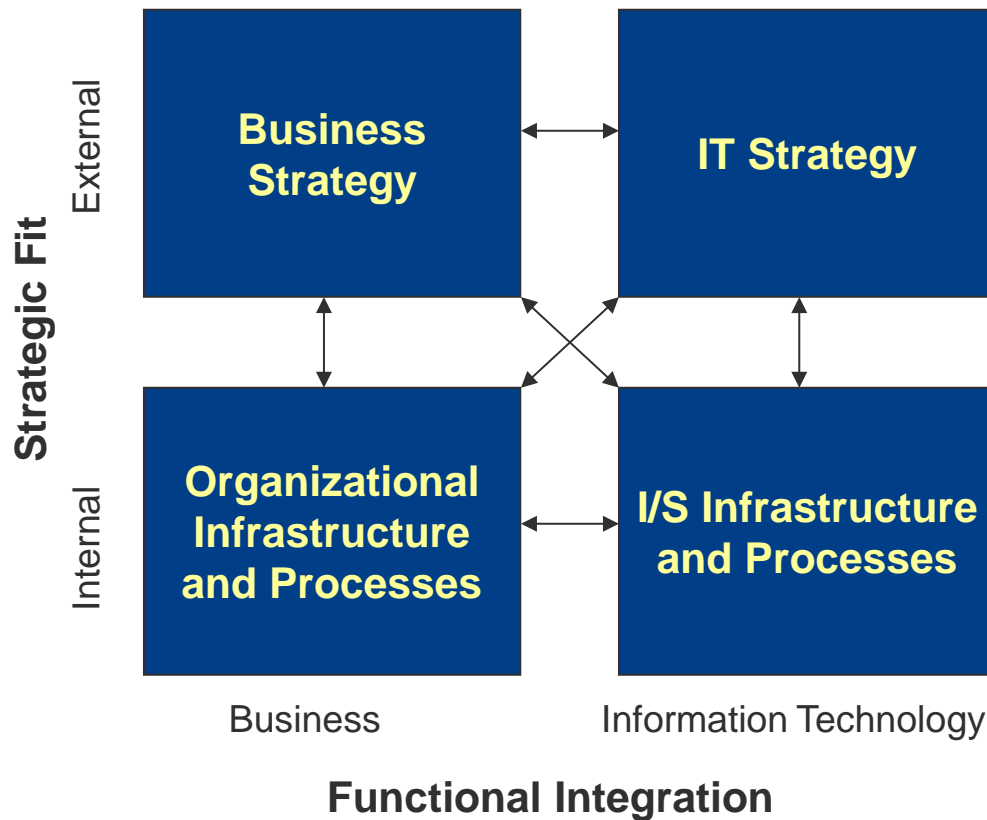 External
Business
Strategy
IT Strategy
Strategic Fit
Internal
Organizational
Infrastructure
and Processes
I/S Infrastructure
and Processes
Business
Information Technology
Functional Integration